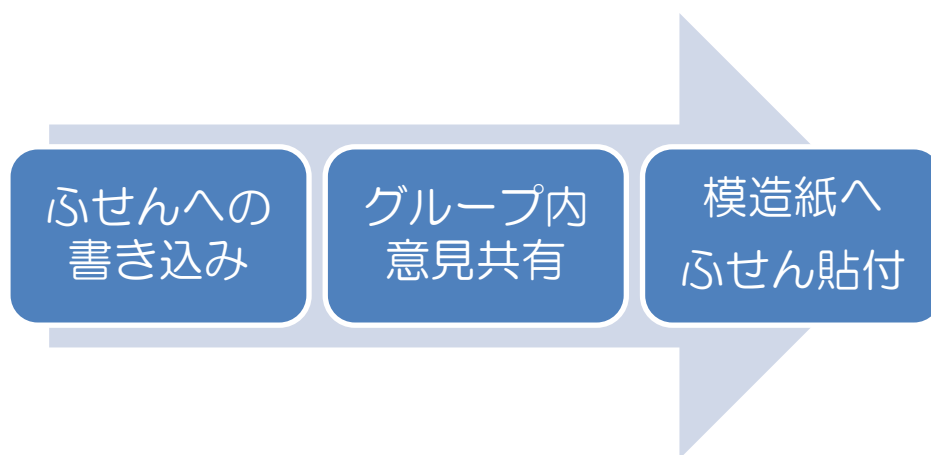 ふせんへの
書き込み
グループ内
意見共有
模造紙へ
ふせん貼付